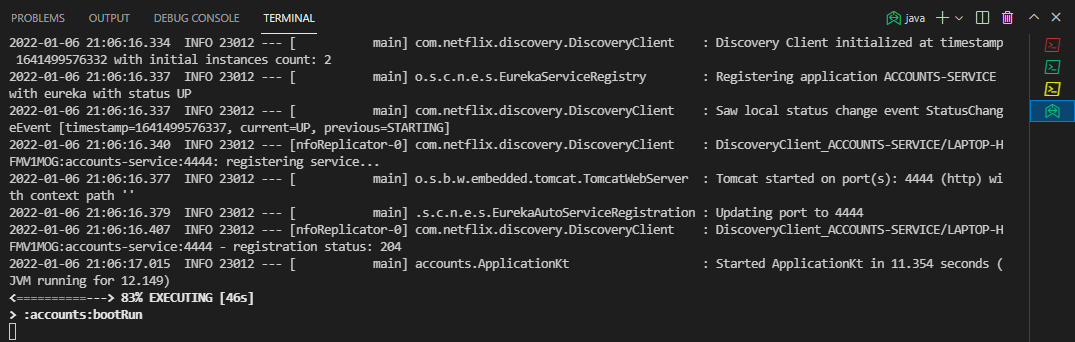 PROBLEMS OUTPUT DEBUG CONSOLE TERMINAL java
2022-01-06 21:06:16.334  INFO 23012 --- [           main] com.netflix.discovery.DiscoveryClient    : Discovery Client initialized at timestamp
 1641499576332 with initial instances count: 2
2022-01-06 21:06:16.337  INFO 23012 --- [           main] o.s.c.n.e.s.EurekaServiceRegistry        : Registering application ACCOUNTS-SERVICE
with eureka with status UP
2022-01-06 21:06:16.337  INFO 23012 --- [           main] com.netflix.discovery.DiscoveryClient    : Saw local status change event StatusChang
eEvent [timestamp=1641499576337, current=UP, previous=STARTING]
2022-01-06 21:06:16.340  INFO 23012 --- [nfoReplicator-0] com.netflix.discovery.DiscoveryClient    : DiscoveryClient_ACCOUNTS-SERVICE/LAPTOP-H
FMV1MOG:accounts-service:4444: registering service...
2022-01-06 21:06:16.377  INFO 23012 --- [           main] o.s.b.w.embedded.tomcat.TomcatWebServer  : Tomcat started on port(s): 4444 (http) wi
th context path ''
2022-01-06 21:06:16.379  INFO 23012 --- [           main] .s.c.n.e.s.EurekaAutoServiceRegistration : Updating port to 4444
2022-01-06 21:06:16.407  INFO 23012 --- [nfoReplicator-0] com.netflix.discovery.DiscoveryClient    : DiscoveryClient_ACCOUNTS-SERVICE/LAPTOP-H
FMV1MOG:accounts-service:4444 - registration status: 204
2022-01-06 21:06:17.015  INFO 23012 --- [           main] accounts.ApplicationKt                   : Started ApplicationKt in 11.354 seconds (
JVM running for 12.149)
<==========---> 83% EXECUTING [46s]
> :accounts:bootRun